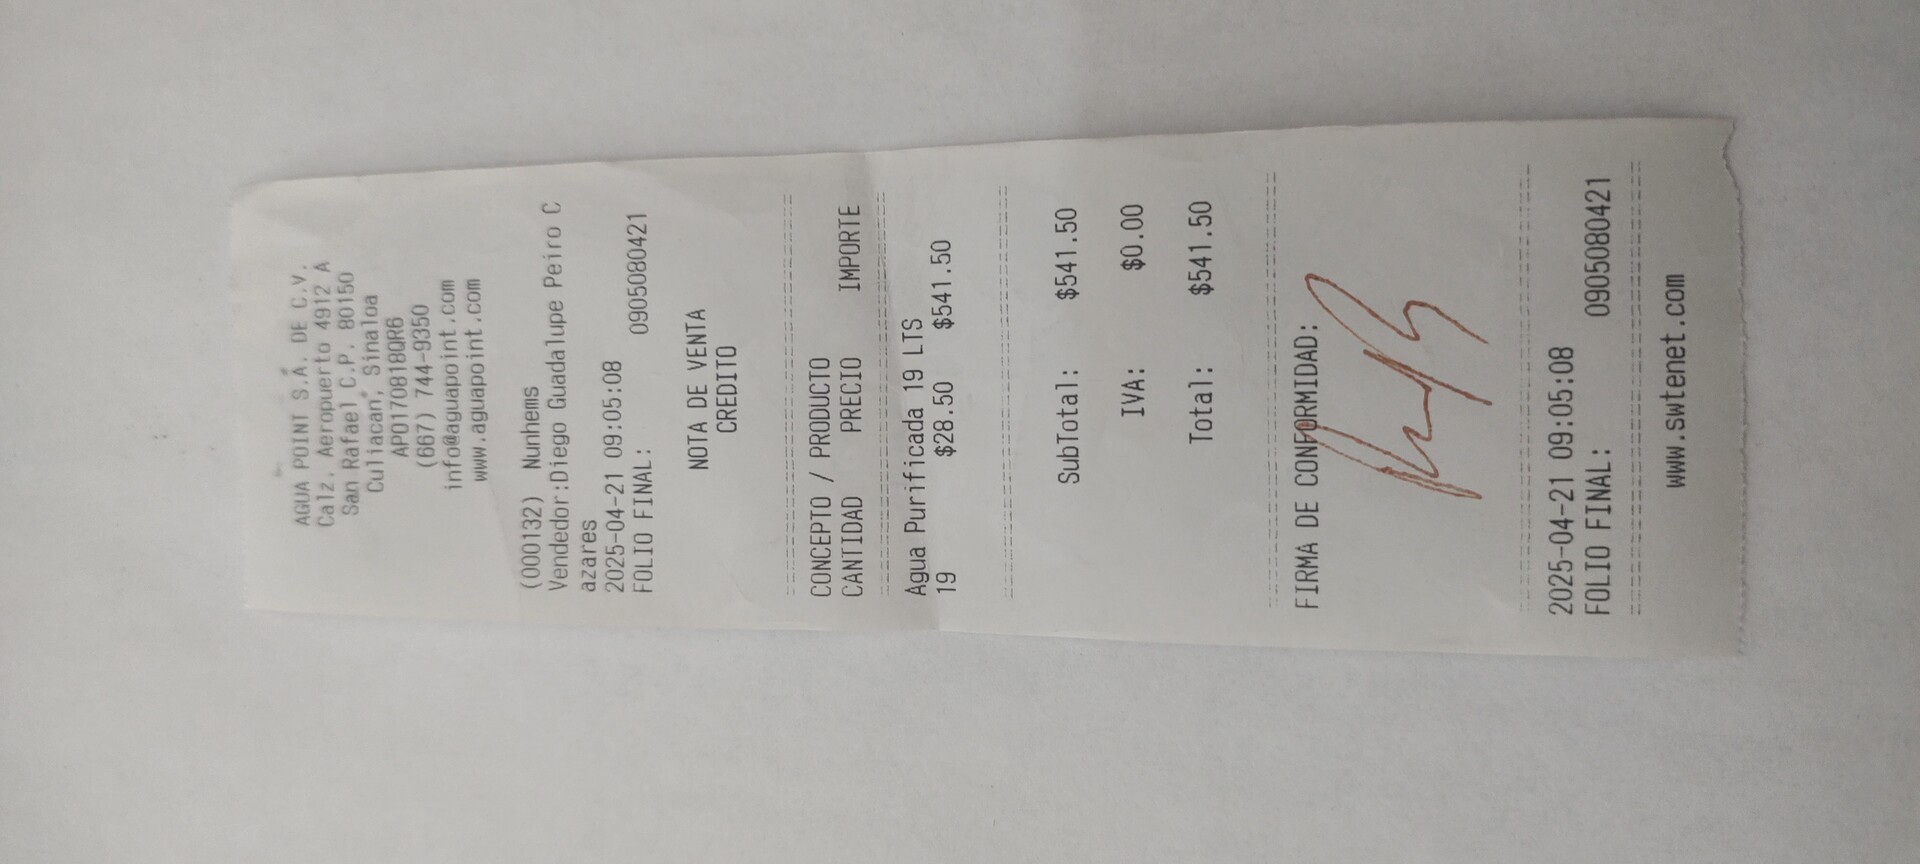 AGUA POINT S.A. DE C.V.
Calz. Aeropuerto 4912 A
San Rafael C.P. 80150
Culiacan, Sinaloa
APO170818QR6
(667) 744-9350
info@aguapoint.com
www.aguapoint.com
(000132) Nunhems
Vendedor:Diego Guadalupe Peiro C
azares
2025-04-21 09:05:08
FOLIO FINAL: 0905080421
NOTA DE VENTA
CREDITO
CONCEPTO / PRODUCTO
CANTIDAD PRECIO IMPORTE
Agua Purificada 19 LTS
19 $28.50 $541.50
SubTotal: $541.50
IVA: $0.00
Total: $541.50
FIRMA DE CONFORMIDAD:
2025-04-21 09:05:08
FOLIO FINAL: 0905080421
www.swtenet.com